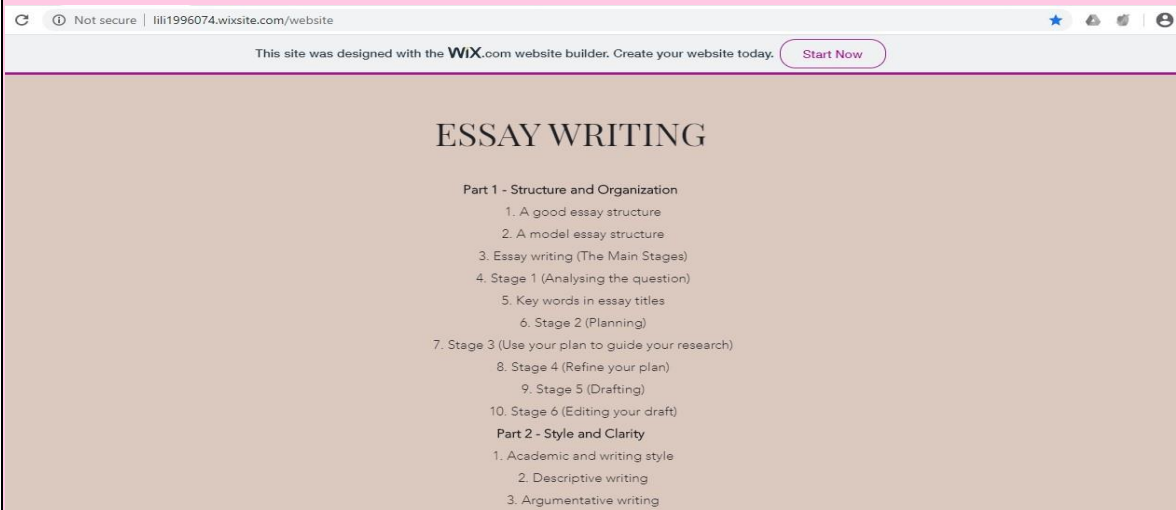 Not secure | lili1996074.wixsite.com/website
This site was designed with the WiX.com website builder. Create your website today. Start Now
ESSAY WRITING
Part 1 - Structure and Organization
1. A good essay structure
2. A model essay structure
3. Essay writing (The Main Stages)
4. Stage 1 (Analysing the question)
5. Key words in essay titles
6. Stage 2 (Planning)
7. Stage 3 (Use your plan to guide your research)
8. Stage 4 (Refine your plan)
9. Stage 5 (Drafting)
10. Stage 6 (Editing your draft)
Part 2 - Style and Clarity
1. Academic and writing style
2. Descriptive writing
3. Argumentative writing